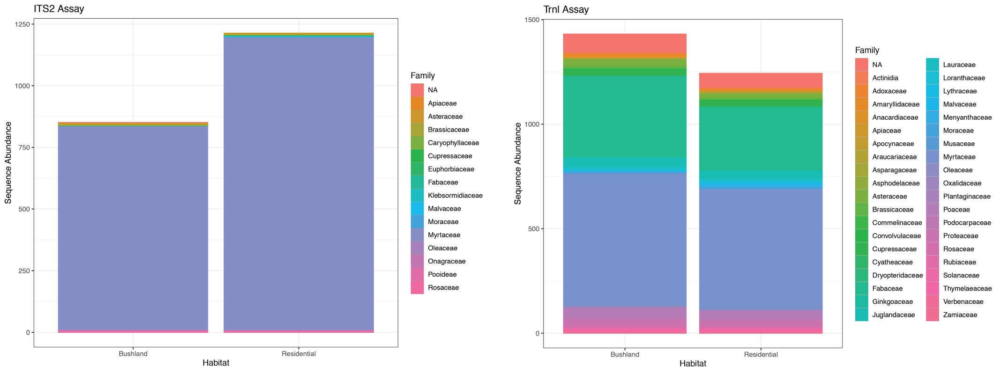 ITS2 Assay
1250
1000
750
500
250
0
Sequence Abundance
Bushland
Residential
Habitat
Family
NA
Apiaceae
Asteraceae
Brassicaceae
Caryophyllaceae
Cupressaceae
Euphorbiaceae
Fabaceae
Klebsormidiaceae
Malvaceae
Moraceae
Myrtaceae
Oleaceae
Onagraceae
Pooideae
Rosaceae
Trnl Assay
1500
1000
500
0
Sequence Abundance
Bushland
Residential
Habitat
Family
NA
Actinidia
Adoxaceae
Amaryllidaceae
Anacardiaceae
Apiaceae
Apocynaceae
Araucariaceae
Asparagaceae
Asphodelaceae
Asteraceae
Brassicaceae
Commelinaceae
Convolvulaceae
Cupressaceae
Cyatheaceae
Dryopteridaceae
Fabaceae
Ginkgoaceae
Juglandaceae
Lauraceae
Loranthaceae
Lythraceae
Malvaceae
Menyanthaceae
Moraceae
Musaceae
Myrtaceae
Oleaceae
Oxalidaceae
Plantaginaceae
Poaceae
Podocarpaceae
Proteaceae
Rosaceae
Rubiaceae
Solanaceae
Thymelaeaceae
Verbenaceae
Zamiaceae